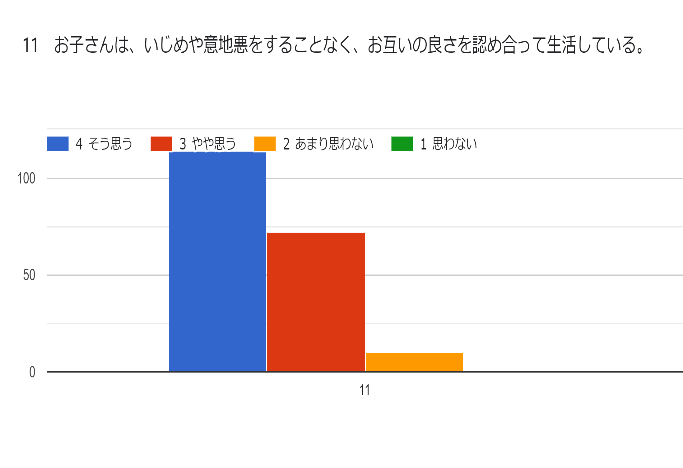 11 お子さんは、いじめや意地悪をすることなく、お互いの良さを認め合って生活している。
4 そう思う 3 やや思う 2 あまり思わない 1 思わない
100
50
0
11